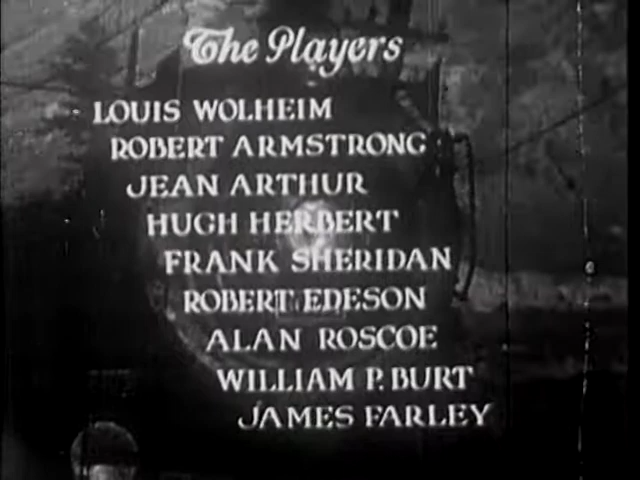 The Players
LOUIS WOLHEIM
ROBERT ARMSTRONG
JEAN ARTHUR
HUGH HERBERT
FRANK SHERIDAN
ROBERT EDESON
ALAN ROSCOE
WILLIAM P. BURT
JAMES FARLEY